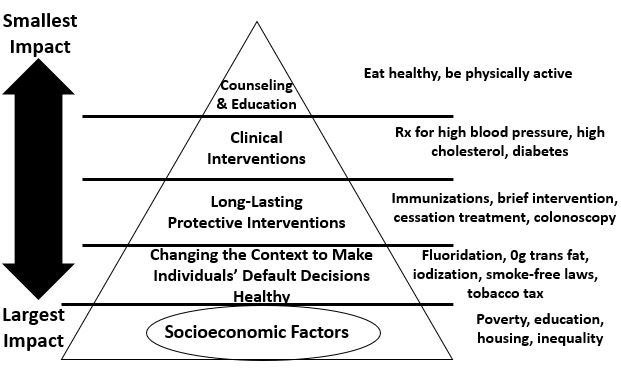 Smallest
Impact
Counseling
& Education
Eat healthy, be physically active
Clinical
Interventions
Rx for high blood pressure, high
cholesterol, diabetes
Long-Lasting
Protective Interventions
Immunizations, brief intervention,
cessation treatment, colonoscopy
Changing the Context to Make
Individuals’ Default Decisions
Healthy
Fluoridation, 0g trans fat,
iodization, smoke-free laws,
tobacco tax
Largest
Impact
Socioeconomic Factors
Poverty, education,
housing, inequality